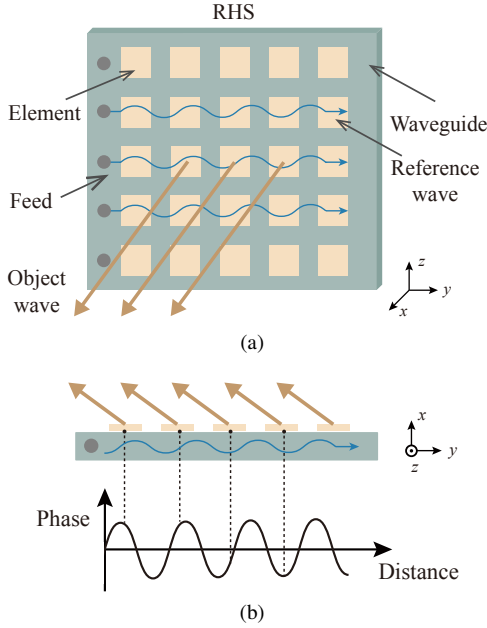 RHS
Element
Waveguide
Reference
wave
Feed
Object
wave
z
y
x
(a)
x
y
z
Phase
Distance
(b)